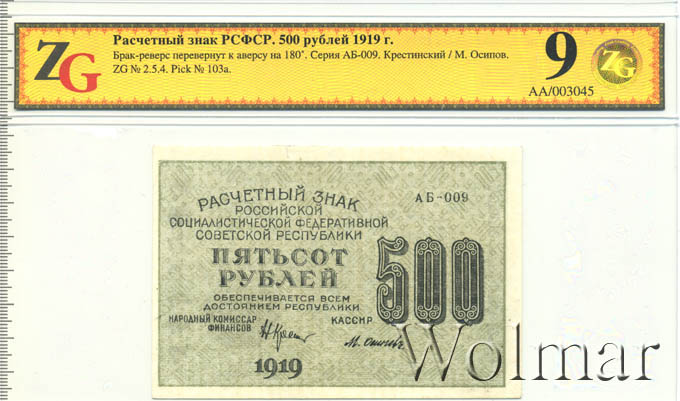 ZG
Расчетный знак РСФСР. 500 рублей 1919 г.
Брак-реверс перевернут к аверсу на 180°. Серия АБ-009. Крестинский / М. Осипов.
ZG № 2.5.4. Pick № 103a.
9
ZG
AA/003045
РАСЧЕТНЫЙ ЗНАК
РОССИЙСКОЙ
СОЦИАЛИСТИЧЕСКОЙ ФЕДЕРАТИВНОЙ
СОВЕТСКОЙ РЕСПУБЛИКИ
АБ-009
ПЯТЬСОТ
РУБЛЕЙ
500
ОБЕСПЕЧИВАЕТСЯ ВСЕМ
ДОСТОЯНИЕМ РЕСПУБЛИКИ
НАРОДНЫЙ КОМИССАР
ФИНАНСОВ
КАССИР
М. Осипов
1919
Wolmar